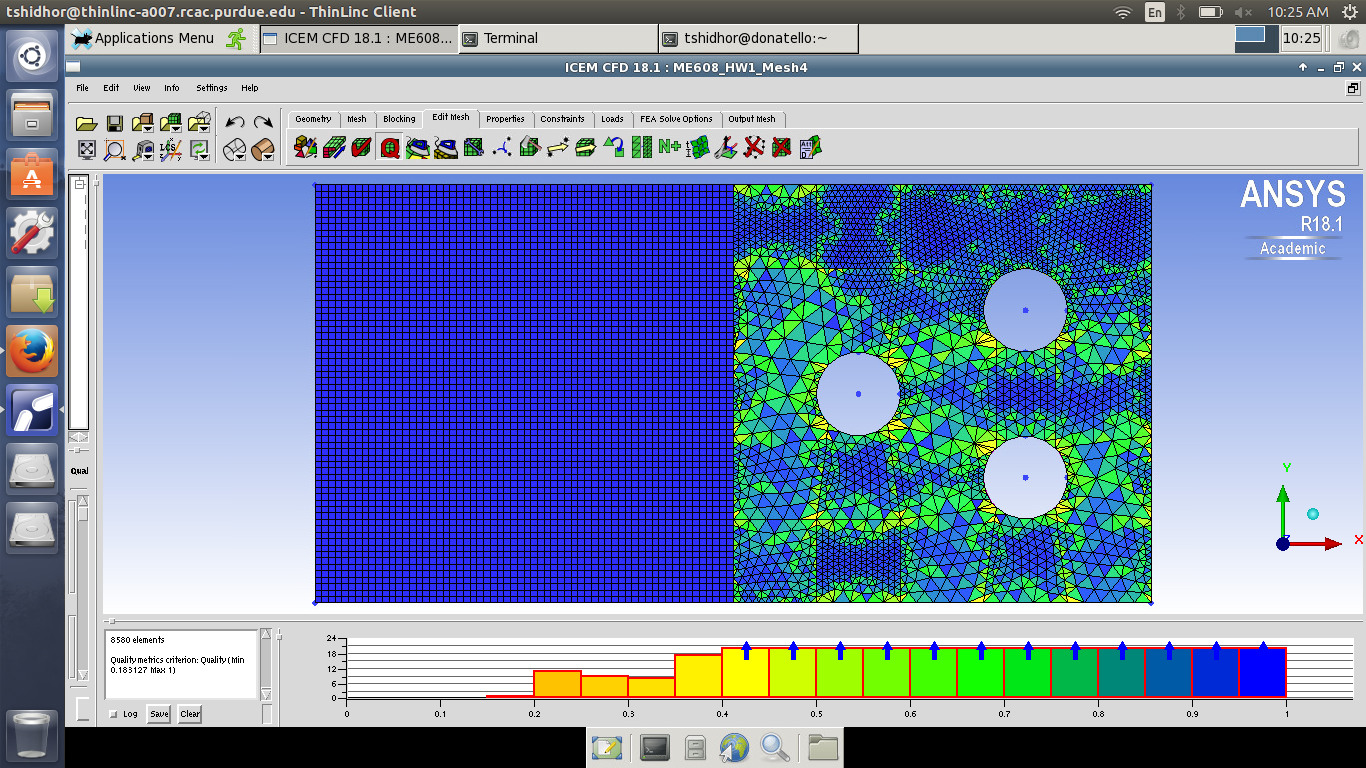 tshidhor@thinlinc-a007.rcac.purdue.edu - ThinLinc Client
En
10:25 AM
Applications Menu
ICEM CFD 18.1 : ME608...
Terminal
tshidhor@donatello:~
10:25
ICEM CFD 18.1 : ME608_HW1_Mesh4
File Edit View Info Settings Help
Geometry Mesh Blocking Edit Mesh Properties Constraints Loads FEA Solve Options Output Mesh
LCS
N+
ANSYS
R18.1
Academic
Qual
Y
X
8580 elements
Quality metrics criterion: Quality (Min
0.183127 Max 1)
Log Save Clear
24
18
12
6
0
0 0.1 0.2 0.3 0.4 0.5 0.6 0.7 0.8 0.9 1